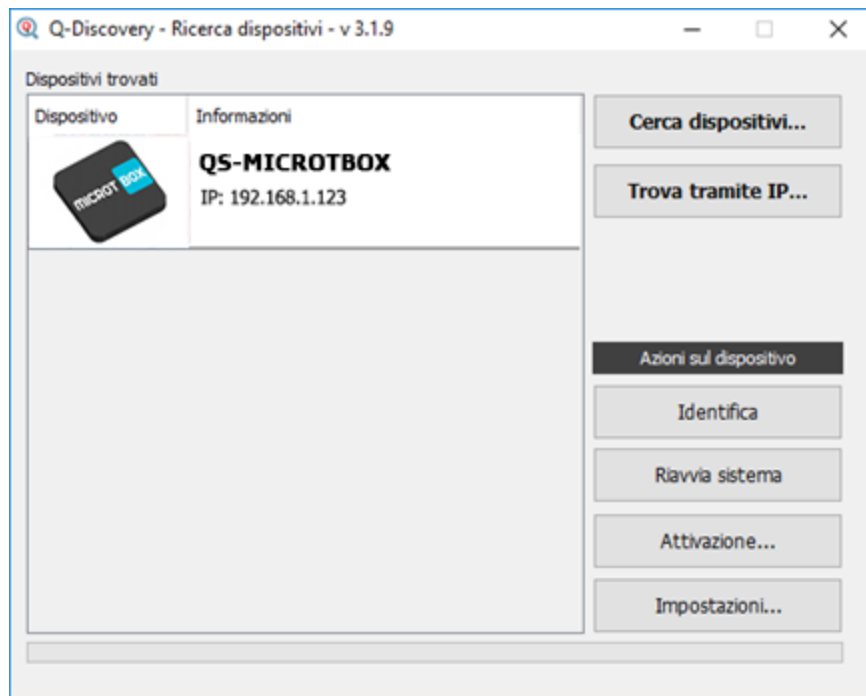 Q-Discovery - Ricerca dispositivi - v 3.1.9
Dispositivi trovati
Dispositivo Informazioni
MICROT BOX
QS-MICROTBOX
IP: 192.168.1.123
Cerca dispositivi...
Trova tramite IP...
Azioni sul dispositivo
Identifica
Riavvia sistema
Attivazione...
Impostazioni...